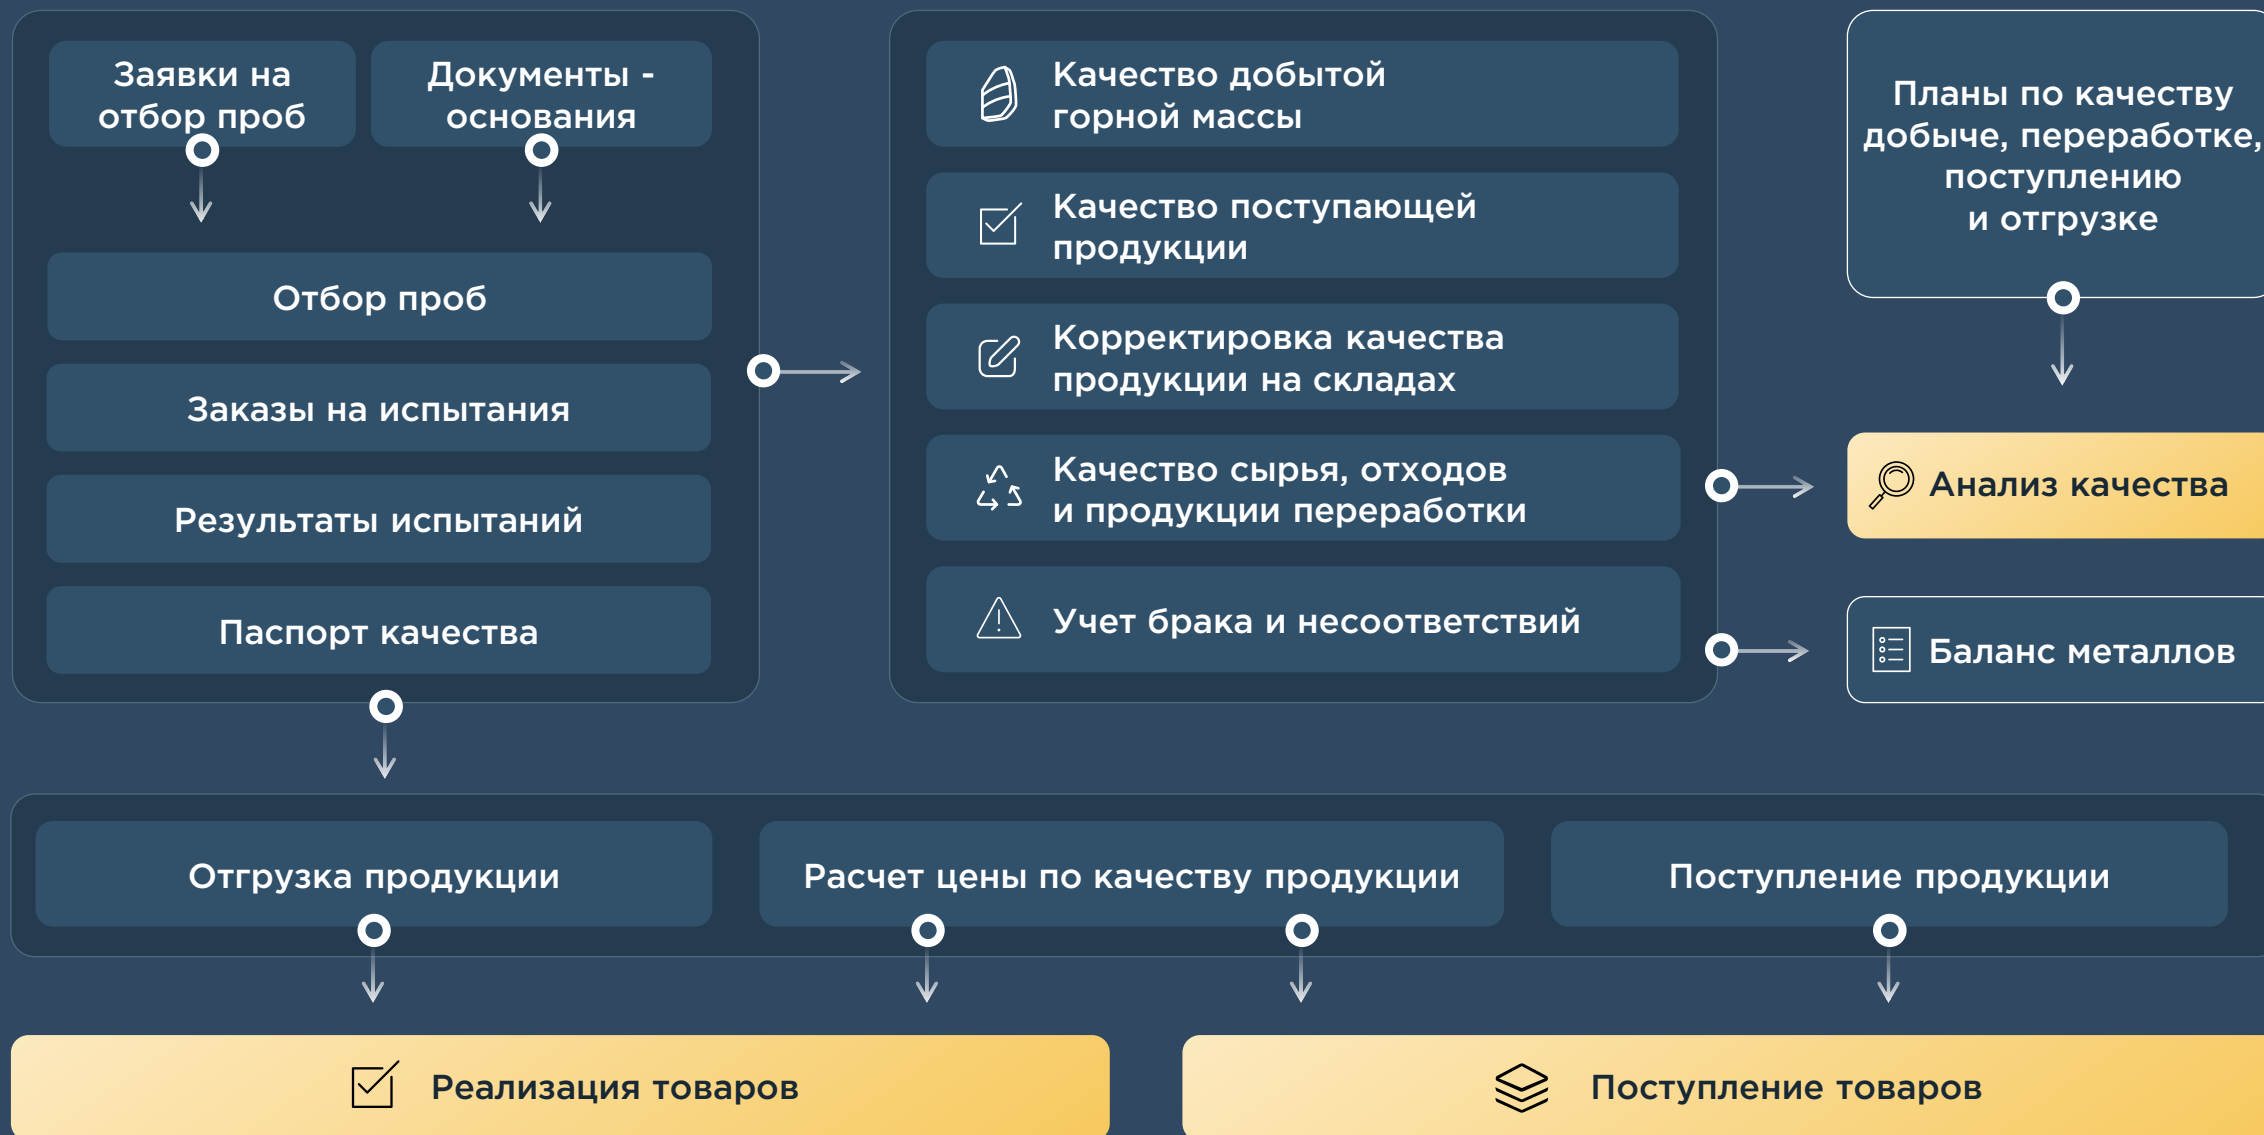 Заявки на
отбор проб
Документы -
основания
Отбор проб
Заказы на испытания
Результаты испытаний
Паспорт качества
Качество добытой
горной массы
Качество поступающей
продукции
Корректировка качества
продукции на складах
Качество сырья, отходов
и продукции переработки
Учет брака и несоответствий
Планы по качеству
добыче, переработке,
поступлению
и отгрузке
Анализ качества
Баланс металлов
Отгрузка продукции
Расчет цены по качеству продукции
Поступление продукции
Реализация товаров
Поступление товаров